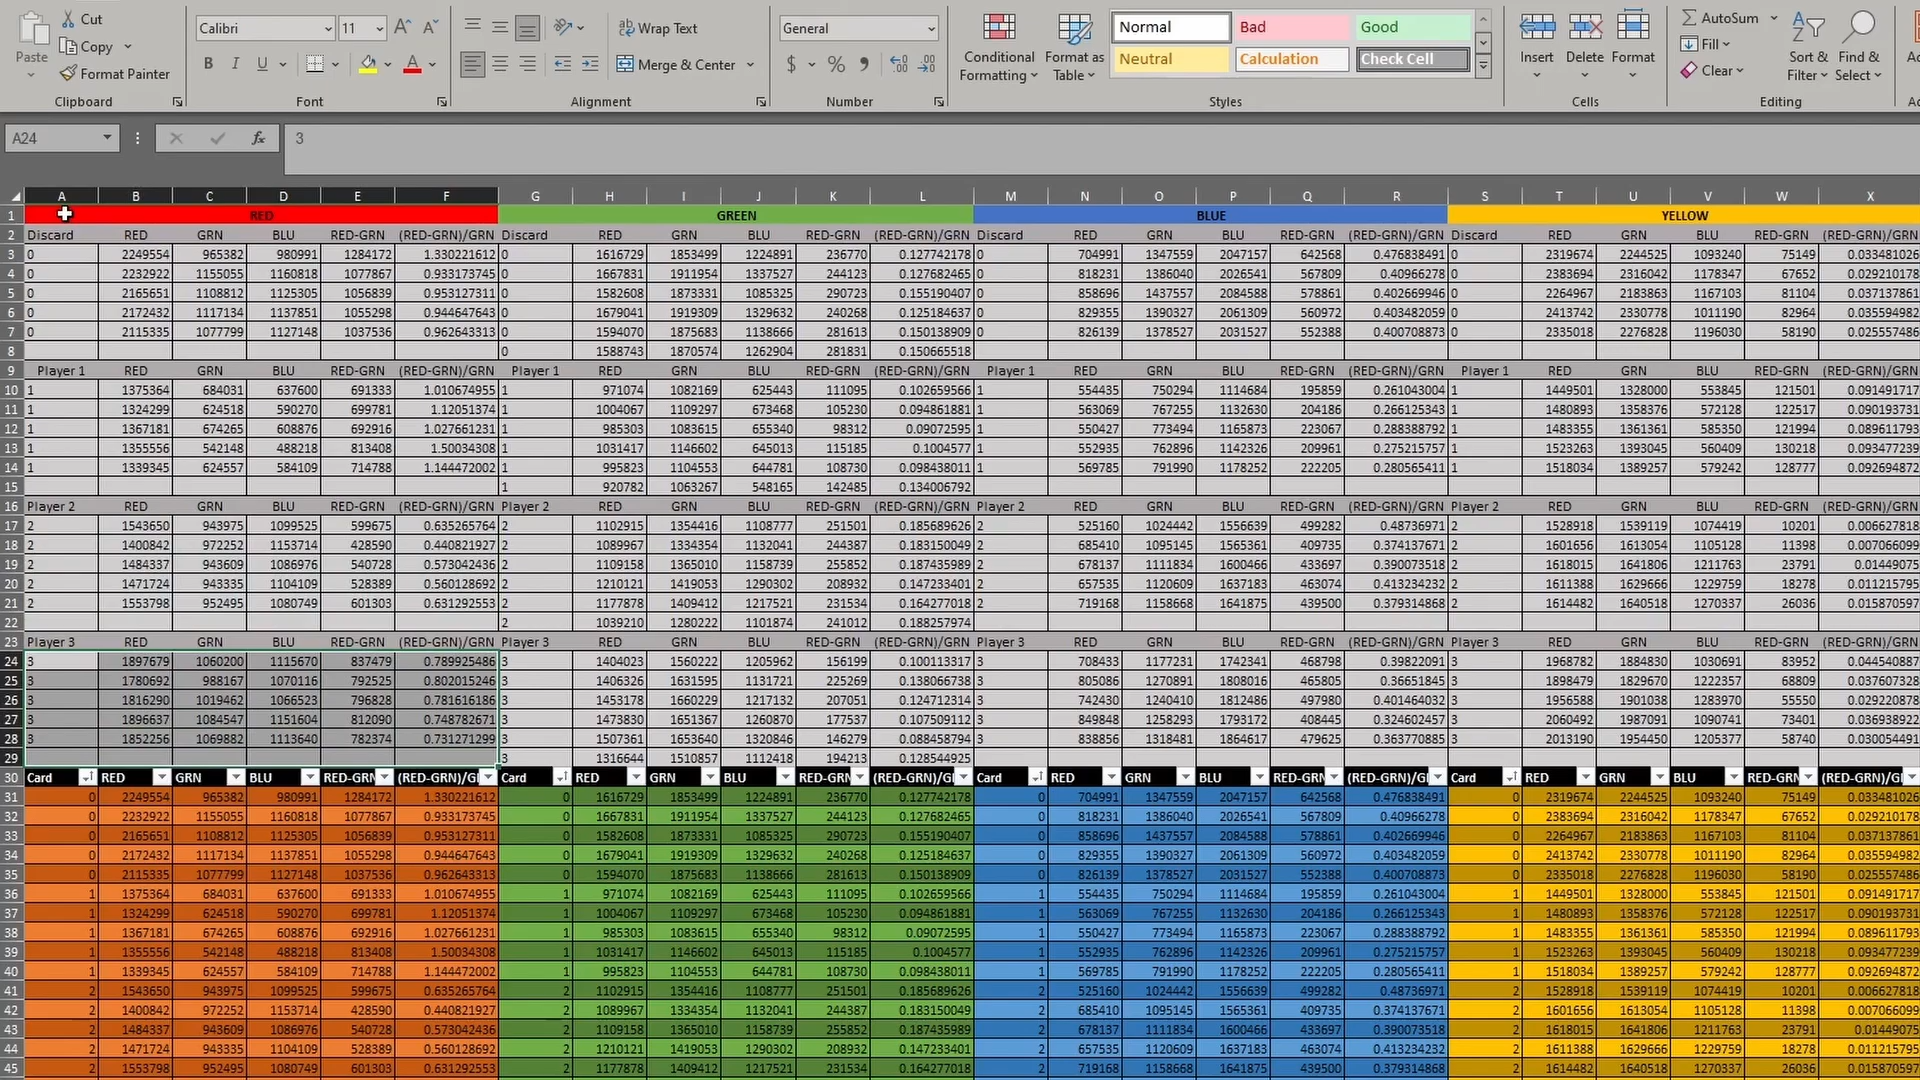 Cut
Copy
Format Painter
Paste
Clipboard
Calibri 11 A A
B I U A
Font
Wrap Text
Merge & Center
Alignment
General
$ % ,
Number
Conditional Formatting
Format as Table
Normal Bad Good
Neutral Calculation Check Cell
Styles
Insert Delete Format
Cells
AutoSum
Fill
Clear
Sort & Filter
Find & Select
Editing
A24 fx 3
A B C D E F G H I J K L M N O P Q R S T U V W X
1 RED GREEN BLUE YELLOW
2 Discard RED GRN BLU RED-GRN (RED-GRN)/GRN Discard RED GRN BLU RED-GRN (RED-GRN)/GRN Discard RED GRN BLU RED-GRN (RED-GRN)/GRN Discard RED GRN BLU RED-GRN (RED-GRN)/GRN
3 0 2249554 965382 980991 1284172 1.330221612 0 1616729 1853499 1224891 236770 0.127742178 0 704991 1347559 2047157 642568 0.476838491 0 2319674 2244525 1093240 75149 0.033481026
4 0 2232922 1155055 1160818 1077867 0.933173745 0 1667831 1911954 1337527 244123 0.127682465 0 818231 1386040 2026541 567809 0.40966278 0 2383694 2316042 1178347 67652 0.029210178
5 0 2165651 1108812 1125305 1056839 0.953127311 0 1582608 1873331 1085325 290723 0.155190407 0 858696 1437557 2084588 578861 0.402669946 0 2264967 2183863 1167103 81104 0.037137861
6 0 2172432 1117134 1137851 1055298 0.944647643 0 1679041 1919309 1329632 240268 0.125184637 0 829355 1390327 2061309 560972 0.403482059 0 2413742 2330778 1011190 82964 0.035594982
7 0 2115335 1077799 1127148 1037536 0.962643313 0 1594070 1875683 1138666 281613 0.150138909 0 826139 1378527 2031527 552388 0.400708873 0 2335018 2276828 1196030 58190 0.025557486
8 0 1588743 1870574 1262904 281831 0.150665518
9 Player 1 RED GRN BLU RED-GRN (RED-GRN)/GRN Player 1 RED GRN BLU RED-GRN (RED-GRN)/GRN Player 1 RED GRN BLU RED-GRN (RED-GRN)/GRN Player 1 RED GRN BLU RED-GRN (RED-GRN)/GRN
10 1 1375364 684031 637600 691333 1.010674955 1 971074 1082169 625443 111095 0.102659566 1 554435 750294 1114684 195859 0.261043004 1 1449501 1328000 553845 121501 0.091491717
11 1 1324299 624518 590270 699781 1.12051374 1 1004067 1109297 673468 105230 0.094861881 1 563069 767255 1132630 204186 0.266125343 1 1480893 1358376 572128 122517 0.090193731
12 1 1367181 674265 608876 692916 1.027661231 1 985303 1083615 655340 98312 0.09072595 1 550427 773494 1165873 223067 0.288388792 1 1483355 1361361 585350 121994 0.089611793
13 1 1355556 542148 488218 813408 1.50034308 1 1031417 1146602 645013 115185 0.1004577 1 552935 762896 1142326 209961 0.275215757 1 1523263 1393045 560409 130218 0.093477239
14 1 1339345 624557 584109 714788 1.144472002 1 995823 1104553 644781 108730 0.098438011 1 569785 791990 1178252 222205 0.280565411 1 1518034 1389257 579242 128777 0.092694872
15 1 920782 1063267 548165 142485 0.134006792
16 Player 2 RED GRN BLU RED-GRN (RED-GRN)/GRN Player 2 RED GRN BLU RED-GRN (RED-GRN)/GRN Player 2 RED GRN BLU RED-GRN (RED-GRN)/GRN Player 2 RED GRN BLU RED-GRN (RED-GRN)/GRN
17 2 1543650 943975 1099525 599675 0.635265764 2 1102915 1354416 1108777 251501 0.185689626 2 525160 1024442 1556639 499282 0.48736971 2 1528918 1539119 1074419 10201 0.006627818
18 2 1400842 972252 1153714 428590 0.440821927 2 1089967 1334354 1132041 244387 0.183150049 2 685410 1095145 1565361 409735 0.374137671 2 1601656 1613054 1105128 11398 0.007066099
19 2 1484337 943609 1086976 540728 0.573042436 2 1109158 1365010 1158739 255852 0.187435989 2 678137 1111834 1600466 433697 0.390073518 2 1618015 1641806 1211763 23791 0.01449075
20 2 1471724 943335 1104109 528389 0.560128692 2 1210121 1419053 1290302 208932 0.147233401 2 657535 1120609 1637183 463074 0.413234232 2 1611388 1629666 1229759 18278 0.011215795
21 2 1553798 952495 1080749 601303 0.631292553 2 1177878 1409412 1217521 231534 0.164277018 2 719168 1158668 1641875 439500 0.379314868 2 1614482 1640518 1270337 26036 0.015870597
22 2 1039210 1280222 1101874 241012 0.188257974
23 Player 3 RED GRN BLU RED-GRN (RED-GRN)/GRN Player 3 RED GRN BLU RED-GRN (RED-GRN)/GRN Player 3 RED GRN BLU RED-GRN (RED-GRN)/GRN Player 3 RED GRN BLU RED-GRN (RED-GRN)/GRN
24 3 1897679 1060200 1115670 837479 0.789925486 3 1404023 1560222 1205962 156199 0.100113317 3 708433 1177231 1742341 468798 0.39822091 3 1968782 1884830 1030691 83952 0.044540887
25 3 1780692 988167 1070116 792525 0.802015246 3 1406326 1631595 1131721 225269 0.138066738 3 805086 1270891 1808016 465805 0.36651845 3 1898479 1829670 1222357 68809 0.037607328
26 3 1816290 1019462 1066523 796828 0.781616186 3 1453178 1660229 1217132 207051 0.124712314 3 742430 1240410 1812486 497980 0.401464032 3 1956588 1901038 1283970 55550 0.029220878
27 3 1896637 1084547 1151604 812090 0.748782671 3 1473830 1651367 1260870 177537 0.107509112 3 849848 1258293 1793172 408445 0.324602457 3 2060492 1987091 1090741 73401 0.036938922
28 3 1852256 1069882 1113640 782374 0.731271299 3 1507361 1653640 1320846 146279 0.088458794 3 838856 1318481 1864617 479625 0.363770885 3 2013190 1954450 1205377 58740 0.030054491
29 3 1316644 1510857 1112418 194213 0.128544925
30 Card RED GRN BLU RED-GRN (RED-GRN)/G Card RED GRN BLU RED-GRN (RED-GRN)/G Card RED GRN BLU RED-GRN (RED-GRN)/G Card RED GRN BLU RED-GRN (RED-GRN)/G
31 0 2249554 965382 980991 1284172 1.330221612 0 1616729 1853499 1224891 236770 0.127742178 0 704991 1347559 2047157 642568 0.476838491 0 2319674 2244525 1093240 75149 0.033481026
32 0 2232922 1155055 1160818 1077867 0.933173745 0 1667831 1911954 1337527 244123 0.127682465 0 818231 1386040 2026541 567809 0.40966278 0 2383694 2316042 1178347 67652 0.029210178
33 0 2165651 1108812 1125305 1056839 0.953127311 0 1582608 1873331 1085325 290723 0.155190407 0 858696 1437557 2084588 578861 0.402669946 0 2264967 2183863 1167103 81104 0.037137861
34 0 2172432 1117134 1137851 1055298 0.944647643 0 1679041 1919309 1329632 240268 0.125184637 0 829355 1390327 2061309 560972 0.403482059 0 2413742 2330778 1011190 82964 0.035594982
35 0 2115335 1077799 1127148 1037536 0.962643313 0 1594070 1875683 1138666 281613 0.150138909 0 826139 1378527 2031527 552388 0.400708873 0 2335018 2276828 1196030 58190 0.025557486
36 1 1375364 684031 637600 691333 1.010674955 1 971074 1082169 625443 111095 0.102659566 1 554435 750294 1114684 195859 0.261043004 1 1449501 1328000 553845 121501 0.091491717
37 1 1324299 624518 590270 699781 1.12051374 1 1004067 1109297 673468 105230 0.094861881 1 563069 767255 1132630 204186 0.266125343 1 1480893 1358376 572128 122517 0.090193731
38 1 1367181 674265 608876 692916 1.027661231 1 985303 1083615 655340 98312 0.09072595 1 550427 773494 1165873 223067 0.288388792 1 1483355 1361361 585350 121994 0.089611793
39 1 1355556 542148 488218 813408 1.50034308 1 1031417 1146602 645013 115185 0.1004577 1 552935 762896 1142326 209961 0.275215757 1 1523263 1393045 560409 130218 0.093477239
40 1 1339345 624557 584109 714788 1.144472002 1 995823 1104553 644781 108730 0.098438011 1 569785 791990 1178252 222205 0.280565411 1 1518034 1389257 579242 128777 0.092694872
41 2 1543650 943975 1099525 599675 0.635265764 2 1102915 1354416 1108777 251501 0.185689626 2 525160 1024442 1556639 499282 0.48736971 2 1528918 1539119 1074419 10201 0.006627818
42 2 1400842 972252 1153714 428590 0.440821927 2 1089967 1334354 1132041 244387 0.183150049 2 685410 1095145 1565361 409735 0.374137671 2 1601656 1613054 1105128 11398 0.007066099
43 2 1484337 943609 1086976 540728 0.573042436 2 1109158 1365010 1158739 255852 0.187435989 2 678137 1111834 1600466 433697 0.390073518 2 1618015 1641806 1211763 23791 0.01449075
44 2 1471724 943335 1104109 528389 0.560128692 2 1210121 1419053 1290302 208932 0.147233401 2 657535 1120609 1637183 463074 0.413234232 2 1611388 1629666 1229759 18278 0.011215795
45 2 1553798 952495 1080749 601303 0.631292553 2 1177878 1409412 1217521 231534 0.164277018 2 719168 1158668 1641875 439500 0.379314868 2 1614482 1640518 1270337 26036 0.015870597